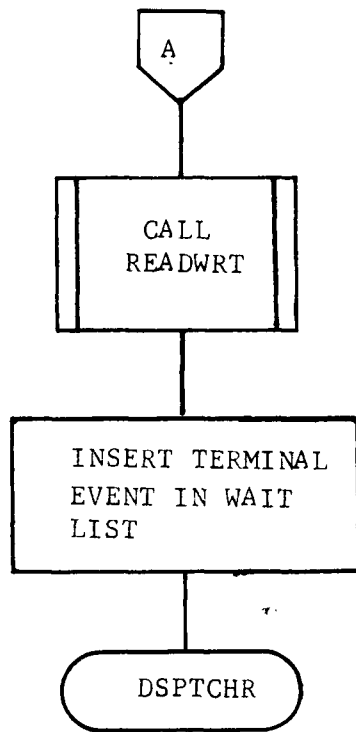 A
CALL
READWRT
INSERT TERMINAL
EVENT IN WAIT
LIST
DSPTCHR